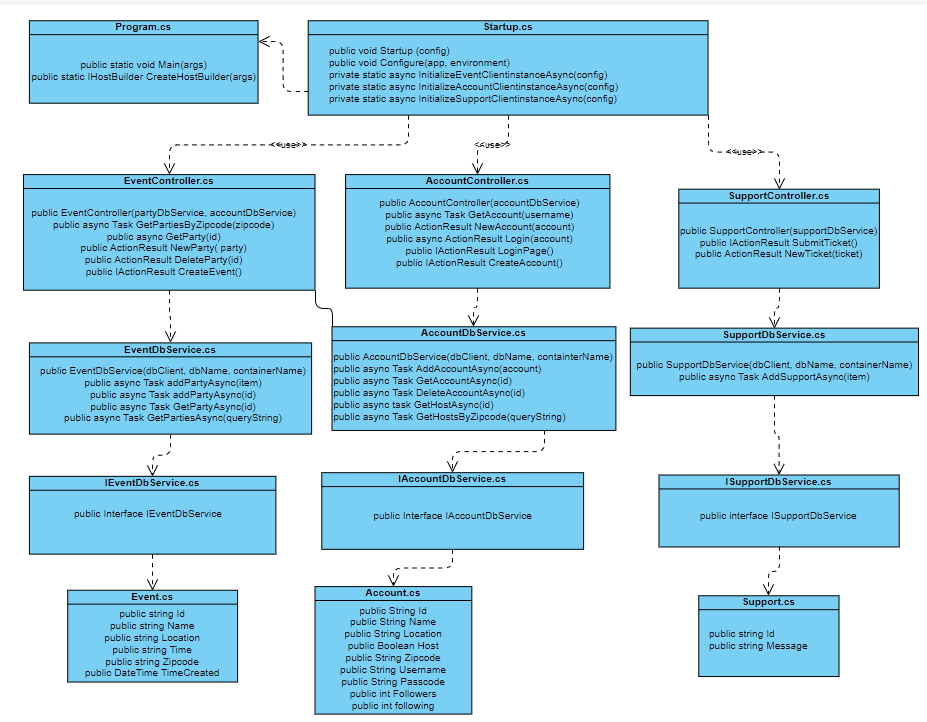 Program.cs
public static void Main(args)
public static IHostBuilder CreateHostBuilder(args)
Startup.cs
public void Startup (config)
public void Configure(app, environment)
private static async InitializeEventClientinstanceAsync(config)
private static async InitializeAccountClientinstanceAsync(config)
private static async InitializeSupportClientinstanceAsync(config)
<<use>>
<<use>>
<<use>>
EventController.cs
public EventController(partyDbService, accountDbService)
public async Task GetPartiesByZipcode(zipcode)
public async GetParty(id)
public ActionResult NewParty( party)
public ActionResult DeleteParty(id)
public IActionResult CreateEvent()
AccountController.cs
public AccountController(accountDbService)
public async Task GetAccount(username)
public ActionResult NewAccount(account)
public async ActionResult Login(account)
public IActionResult LoginPage()
public IActionResult CreateAccount()
SupportController.cs
public SupportController(supportDbService)
public IActionResult SubmitTicket()
public ActionResult NewTicket(ticket)
EventDbService.cs
public EventDbService(dbClient, dbName, containerName)
public async Task addPartyAsync(item)
public async Task addPartyAsync(id)
public async Task GetPartyAsync(id)
public async Task GetPartiesAsync(queryString)
AccountDbService.cs
public AccountDbService(dbClient, dbName, containterName)
public async Task AddAccountAsync(account)
public async Task GetAccountAsync(id)
public async Task DeleteAccountAsync(id)
public async task GetHostAsync(id)
public async Task GetHostsByZipcode(queryString)
SupportDbService.cs
public SupportDbService(dbClient, dbName, containerName)
public async Task AddSupportAsync(item)
IEventDbService.cs
public Interface IEventDbService
IAccountDbService.cs
public Interface IAccountDbService
ISupportDbService.cs
public interface ISupportDbService
Event.cs
public string Id
public string Name
public string Location
public string Time
public string Zipcode
public DateTime TimeCreated
Account.cs
public String Id
public String Name
public String Location
public Boolean Host
public String Zipcode
public String Username
public String Passcode
public int Followers
public int following
Support.cs
public string Id
public string Message